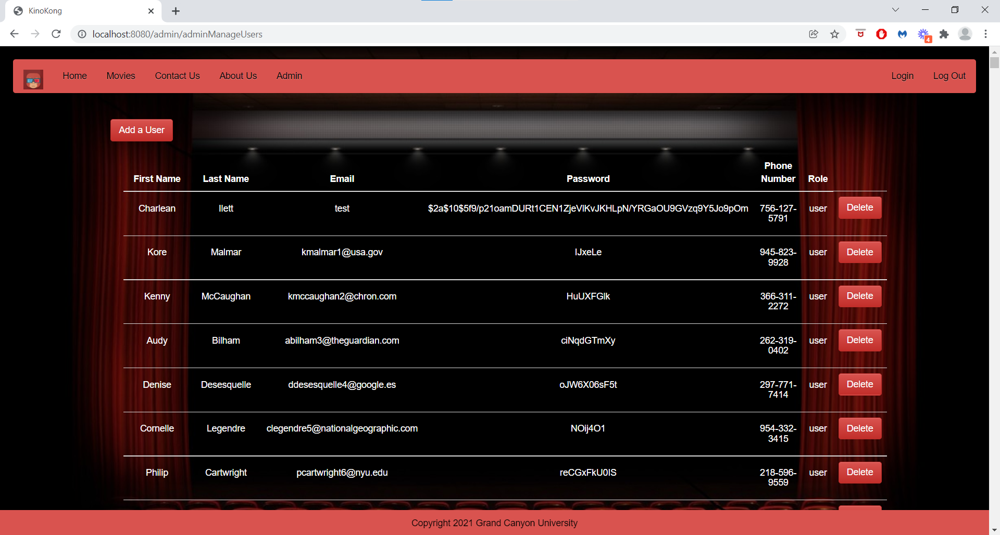 KinoKong
localhost:8080/admin/adminManageUsers
4
Home Movies Contact Us About Us Admin Login Log Out
Add a User
First Name Last Name Email Password Phone Number Role
Charlean Ilett test $2a$10$5f9/p21oamDURt1CEN1ZjeVlKvJKHLpN/YRGaOU9GVzq9Y5Jo9pOm 756-127-5791 user Delete
Kore Malmar kmalmar1@usa.gov IJxeLe 945-823-9928 user Delete
Kenny McCaughan kmccaughan2@chron.com HuUXFGlk 366-311-2272 user Delete
Audy Bilham abilham3@theguardian.com ciNqdGTmXy 262-319-0402 user Delete
Denise Desesquelle ddesesquelle4@google.es oJW6X06sF5t 297-771-7414 user Delete
Cornelle Legendre clegendre5@nationalgeographic.com NOij4O1 954-332-3415 user Delete
Philip Cartwright pcartwright6@nyu.edu reCGxFkU0IS 218-596-9559 user Delete
Copyright 2021 Grand Canyon University